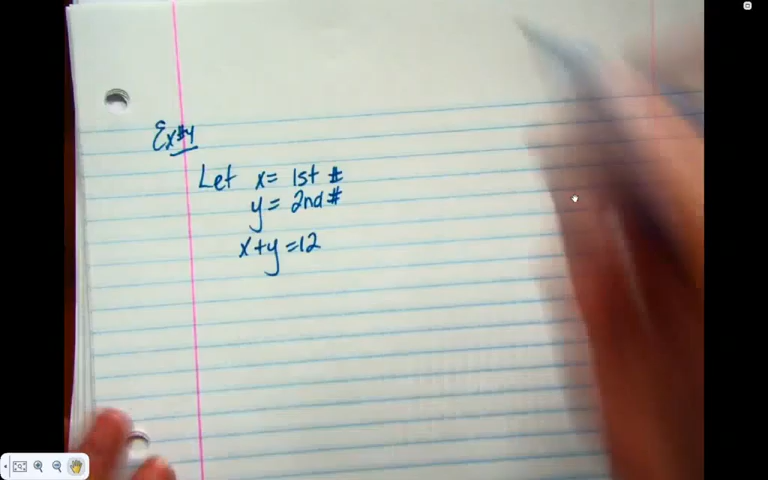 Ex#4
Let x = 1st #
y = 2nd #
x+y=12